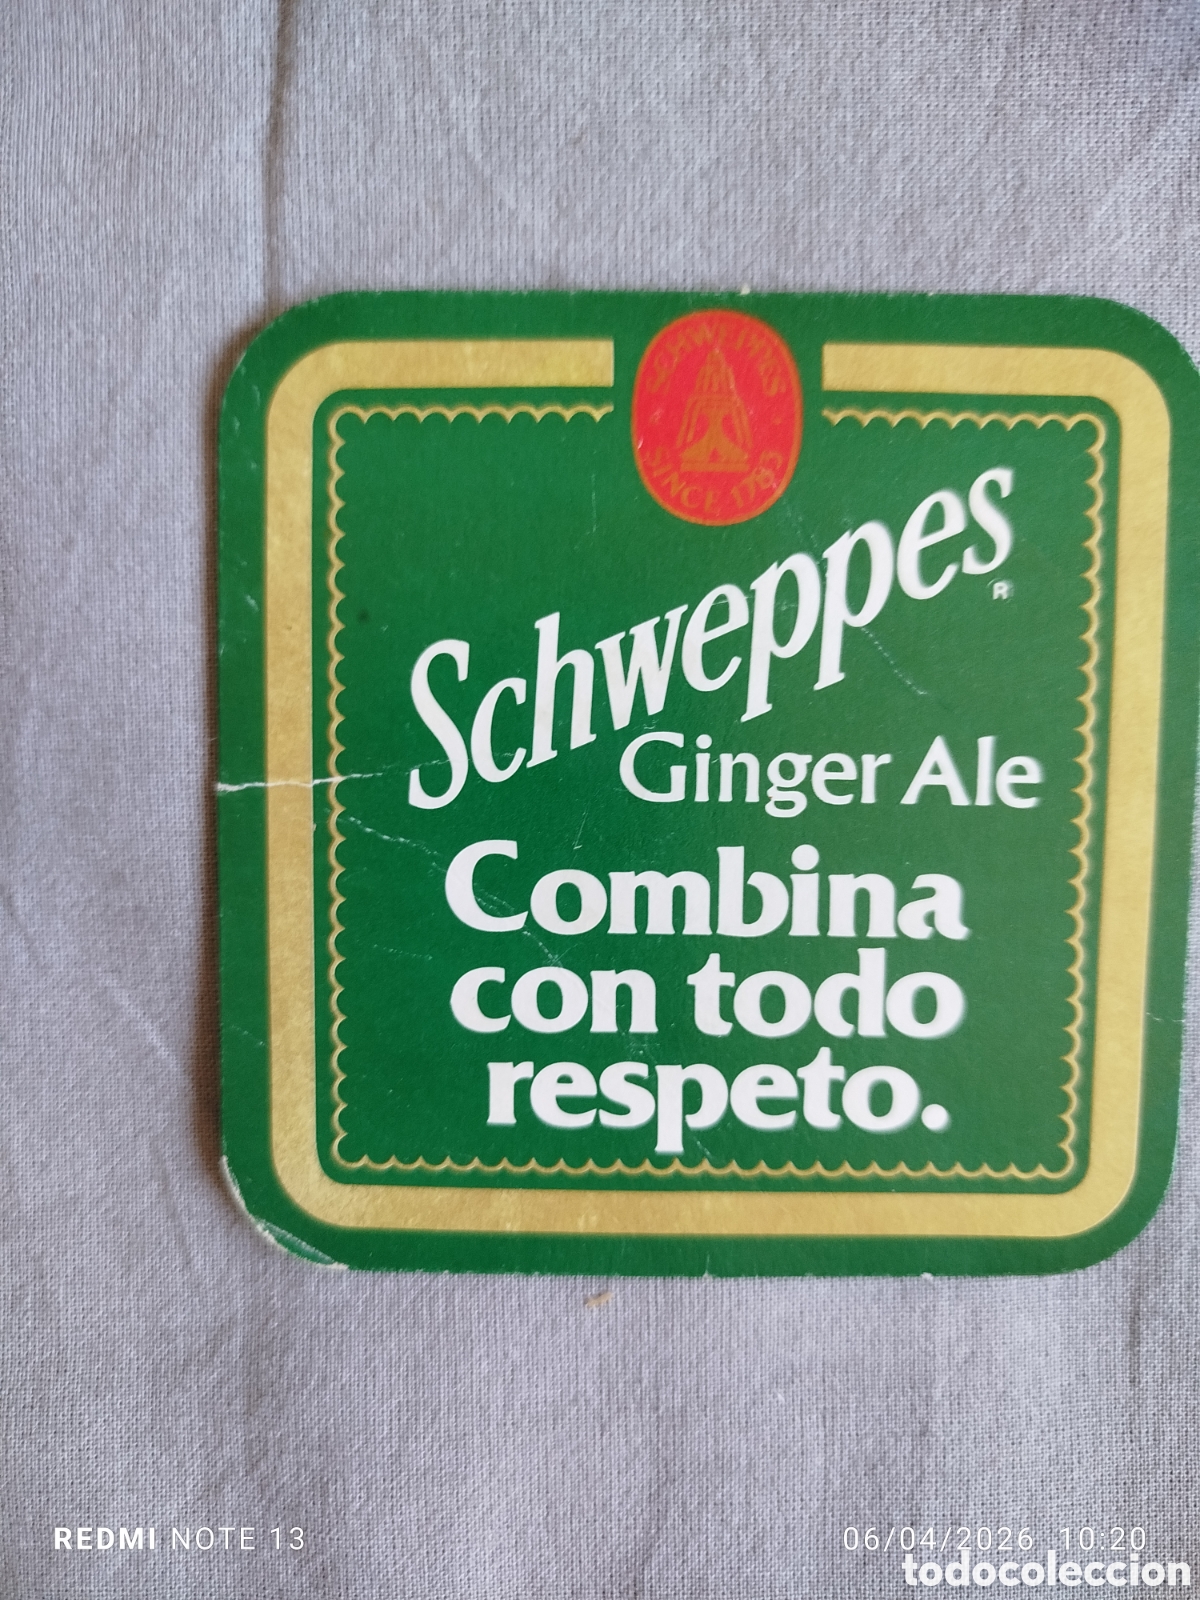 SCHWEPPES
SINCE 1783
Schweppes
R
Ginger Ale
Combina
con todo
respeto.
REDMI NOTE 13
06/04/2026 10:20
todocoleccion